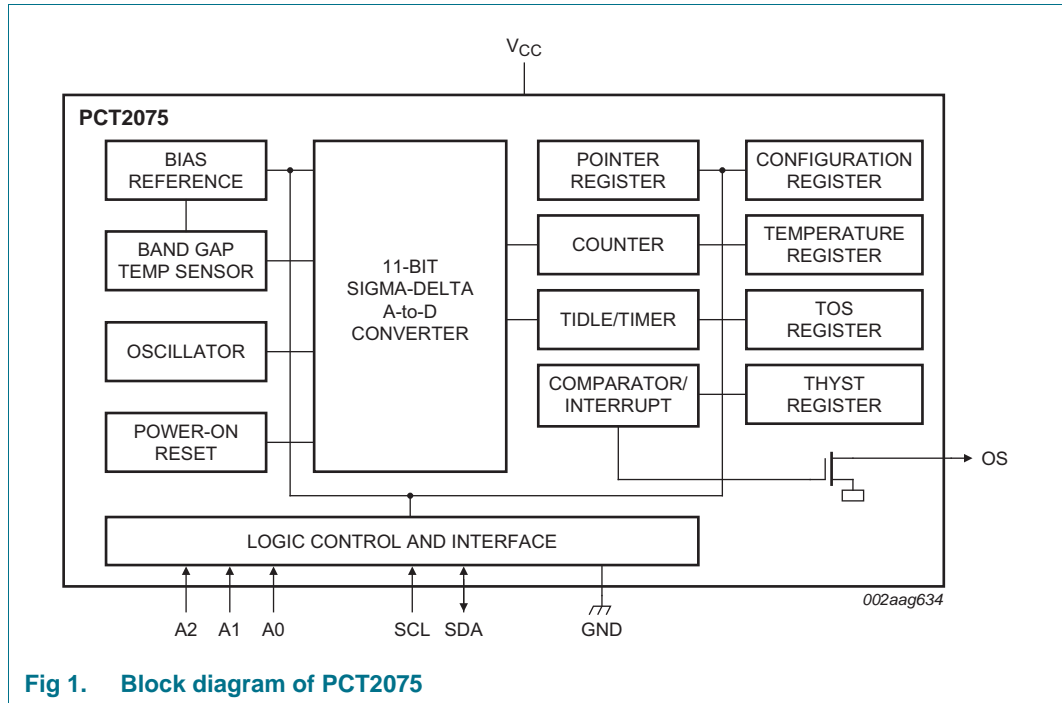 VCC
PCT2075
BIAS
REFERENCE
BAND GAP
TEMP SENSOR
OSCILLATOR
POWER-ON
RESET
11-BIT
SIGMA-DELTA
A-to-D
CONVERTER
POINTER
REGISTER
COUNTER
TIDLE/TIMER
COMPARATOR/
INTERRUPT
CONFIGURATION
REGISTER
TEMPERATURE
REGISTER
TOS
REGISTER
THYST
REGISTER
OS
LOGIC CONTROL AND INTERFACE
A2 A1 A0 SCL SDA GND
002aag634
Fig 1. Block diagram of PCT2075